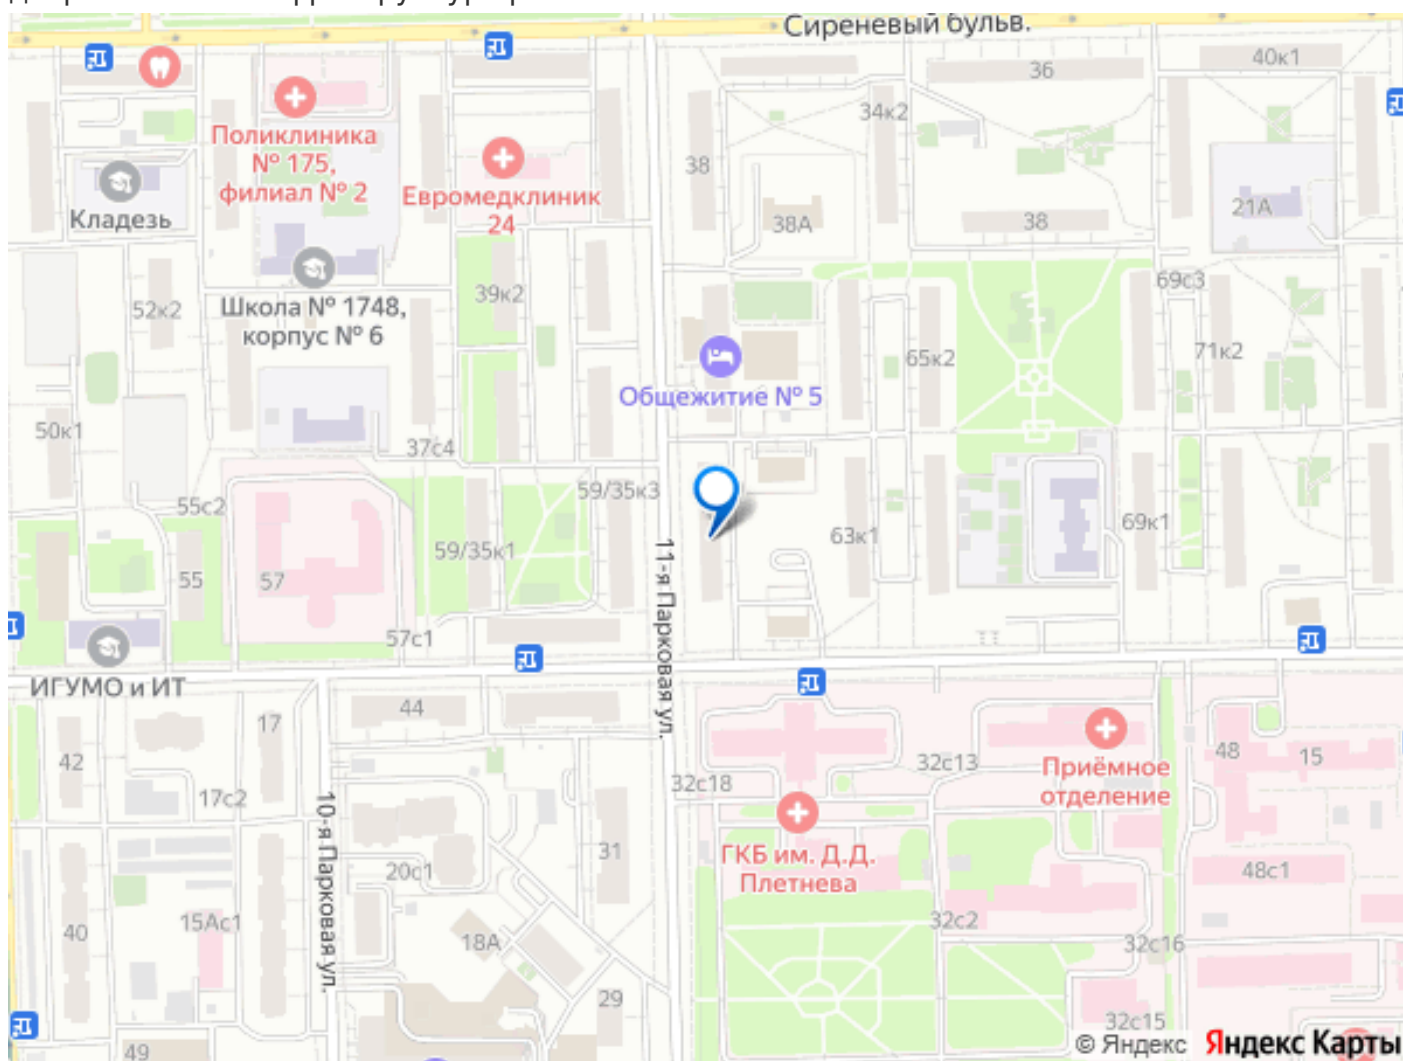 Сиреневый бульв.
36
40к1
34к2
Поликлиника
№ 175,
филиал № 2
38
Евромедклиник
24
Кладезь
38А
38
21А
69с3
39к2
52к2
Школа № 1748,
корпус № 6
65к2
71к2
Общежитие № 5
50к1
37с4
59/35к3
55с2
69к1
63к1
59/35к1
11-я Парковая ул.
55
57
57с1
ИГУМО и ИТ
44
17
42
48
15
32с13
Приёмное
отделение
32с18
17с2
10-я Парковая ул.
31
20с1
ГКБ им. Д.Д.
Плетнева
48с1
15Ас1
40
18А
32с2
32с16
29
32с15
49
© Яндекс
Яндекс Карты